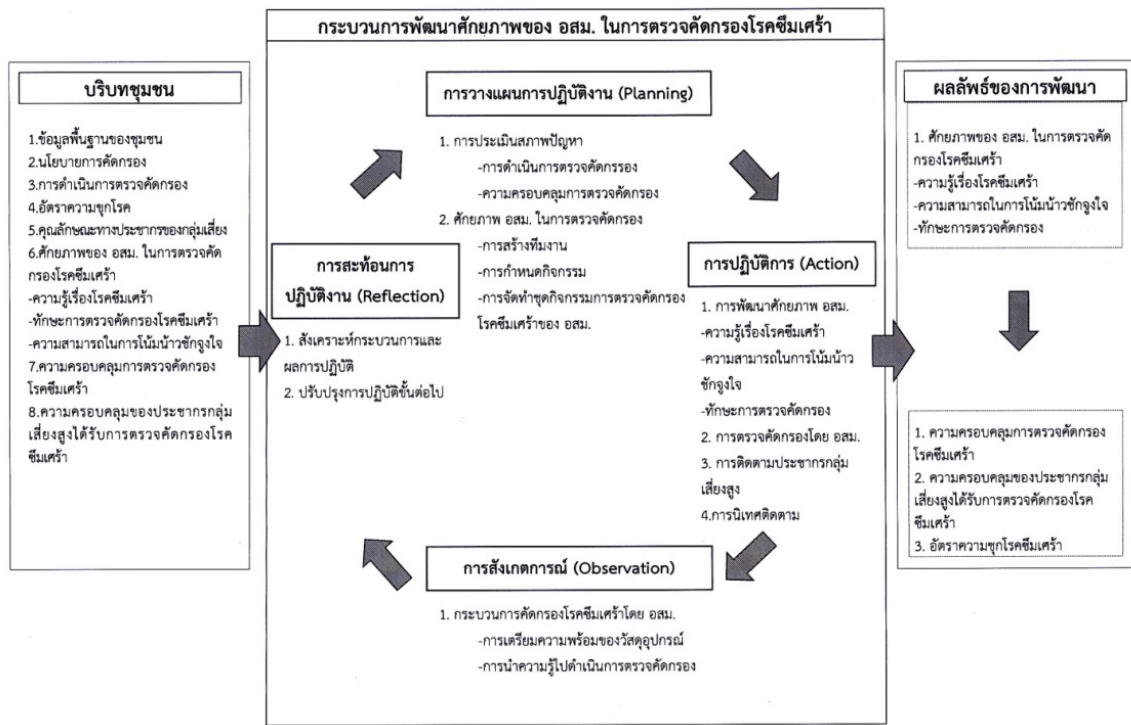 กระบวนการพัฒนาศักยภาพของ อสม. ในการตรวจคัดกรองโรคซึมเศร้า
บริบทชุมชน
1.ข้อมูลพื้นฐานของชุมชน
2.นโยบายการคัดกรอง
3.การดำเนินการตรวจคัดกรอง
4.อัตราความชุกโรค
5.คุณลักษณะทางประชากรของกลุ่มเสี่ยง
6.ศักยภาพของ อสม. ในการตรวจคัด
กรองโรคซึมเศร้า
-ความรู้เรื่องโรคซึมเศร้า
-ทักษะการตรวจคัดกรองโรคซึมเศร้า
-ความสามารถในการโน้มน้าวชักจูงใจ
7.ความครอบคลุมการตรวจคัดกรอง
โรคซึมเศร้า
8.ความครอบคลุมของประชากรกลุ่ม
เสี่ยงสูงได้รับการตรวจคัดกรองโรค
ซึมเศร้า
การวางแผนการปฏิบัติงาน (Planning)
1. การประเมินสภาพปัญหา
-การดำเนินการตรวจคัดกรรอง
-ความครอบคลุมการตรวจคัดกรอง
2. ศักยภาพ อสม. ในการตรวจคัดกรอง
-การสร้างทีมงาน
-การกำหนดกิจกรรม
-การจัดทำชุดกิจกรรมการตรวจคัดกรอง
โรคซึมเศร้าของ อสม.
การสะท้อนการ
ปฏิบัติงาน (Reflection)
1. สังเคราะห์กระบวนการและ
ผลการปฏิบัติ
2. ปรับปรุงการปฏิบัติขั้นต่อไป
การปฏิบัติการ (Action)
1. การพัฒนาศักยภาพ อสม.
-ความรู้เรื่องโรคซึมเศร้า
-ความสามารถในการโน้มน้าว
ชักจูงใจ
-ทักษะการตรวจคัดกรอง
2. การตรวจคัดกรองโดย อสม.
3. การติดตามประชากรกลุ่ม
เสี่ยงสูง
4.การนิเทศติดตาม
การสังเกตการณ์ (Observation)
1. กระบวนการคัดกรองโรคซึมเศร้าโดย อสม.
-การเตรียมความพร้อมของวัสดุอุปกรณ์
-การนำความรู้ไปดำเนินการตรวจคัดกรอง
ผลลัพธ์ของการพัฒนา
1. ศักยภาพของ อสม. ในการตรวจคัด
กรองโรคซึมเศร้า
-ความรู้เรื่องโรคซึมเศร้า
-ความสามารถในการโน้มน้าวชักจูงใจ
-ทักษะการตรวจคัดกรอง
1. ความครอบคลุมการตรวจคัดกรอง
โรคซึมเศร้า
2. ความครอบคลุมของประชากรกลุ่ม
เสี่ยงสูงได้รับการตรวจคัดกรองโรค
ซึมเศร้า
3. อัตราความชุกโรคซึมเศร้า